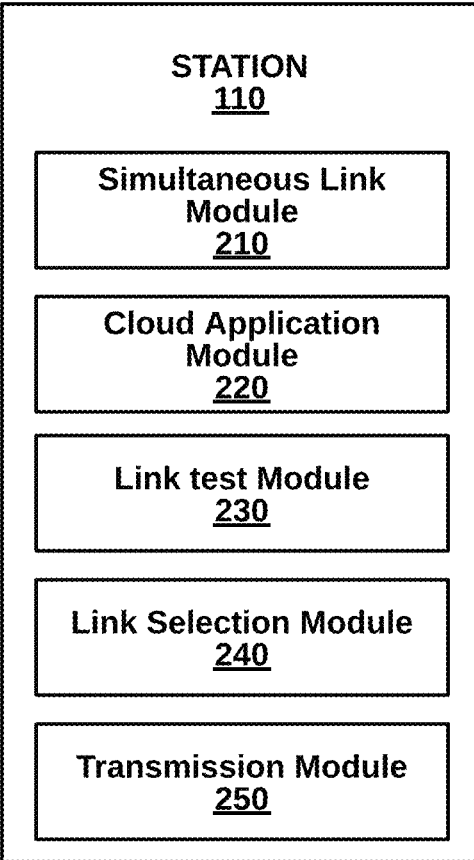 STATION
110
Simultaneous Link
Module
210
Cloud Application
Module
220
Link test Module
230
Link Selection Module
240
Transmission Module
250